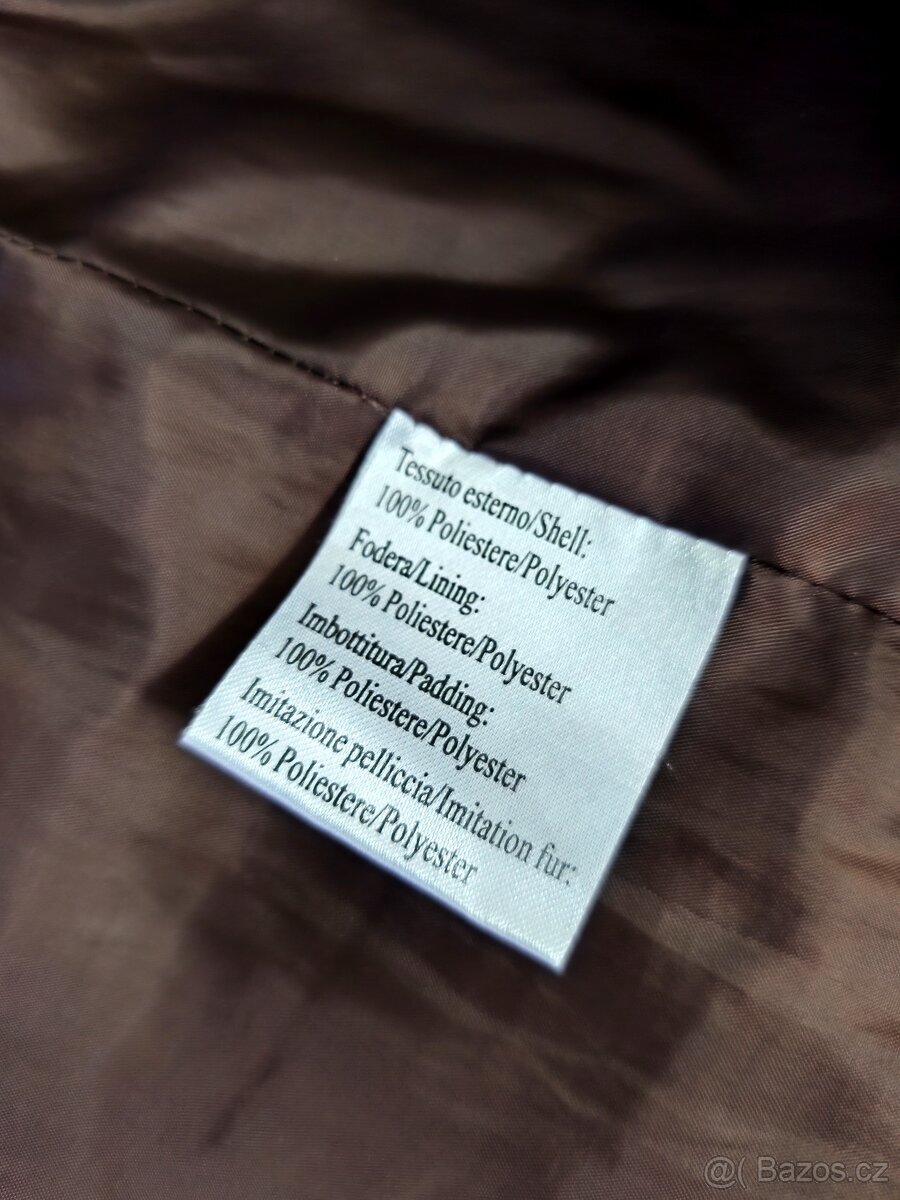 Tessuto esterno/Shell:
100% Poliestere/Polyester
Fodera/Lining:
100% Poliestere/Polyester
Imbottitura/Padding:
100% Poliestere/Polyester
Imitazione pelliccia/Imitation fur:
100% Poliestere/Polyester
@( Bazos.cz